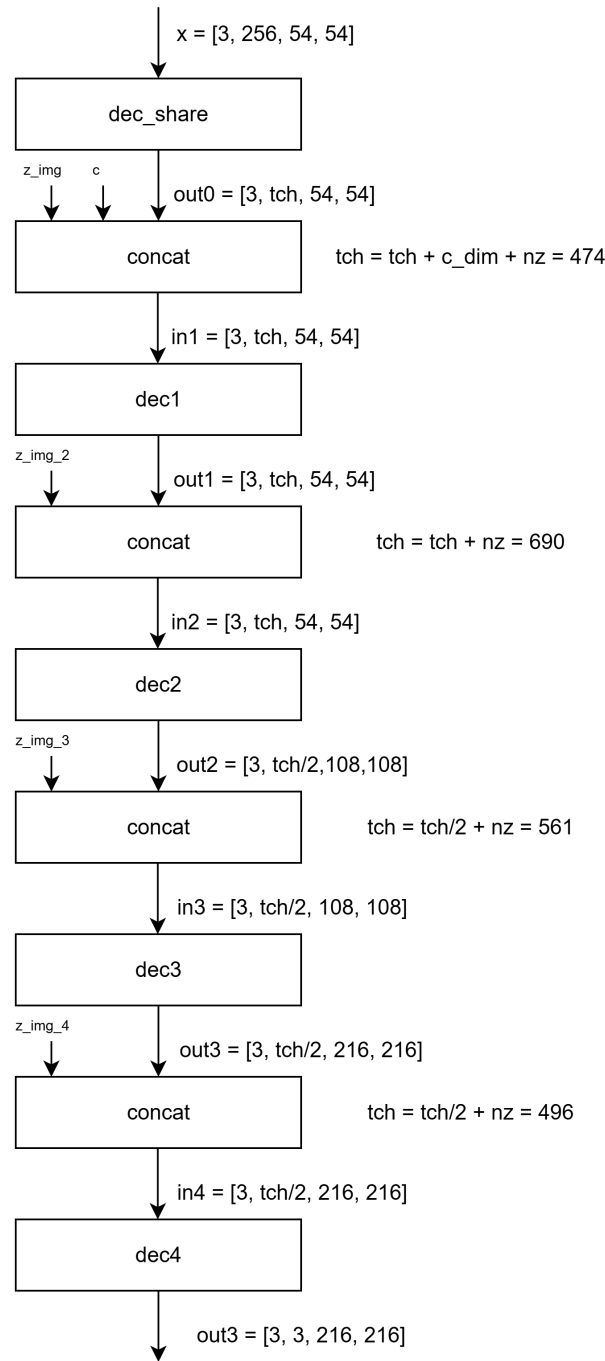 x = [3, 256, 54, 54]
dec_share
z_img
c
out0 = [3, tch, 54, 54]
concat
tch = tch + c_dim + nz = 474
in1 = [3, tch, 54, 54]
dec1
z_img_2
out1 = [3, tch, 54, 54]
concat
tch = tch + nz = 690
in2 = [3, tch, 54, 54]
dec2
z_img_3
out2 = [3, tch/2,108,108]
concat
tch = tch/2 + nz = 561
in3 = [3, tch/2, 108, 108]
dec3
z_img_4
out3 = [3, tch/2, 216, 216]
concat
tch = tch/2 + nz = 496
in4 = [3, tch/2, 216, 216]
dec4
out3 = [3, 3, 216, 216]